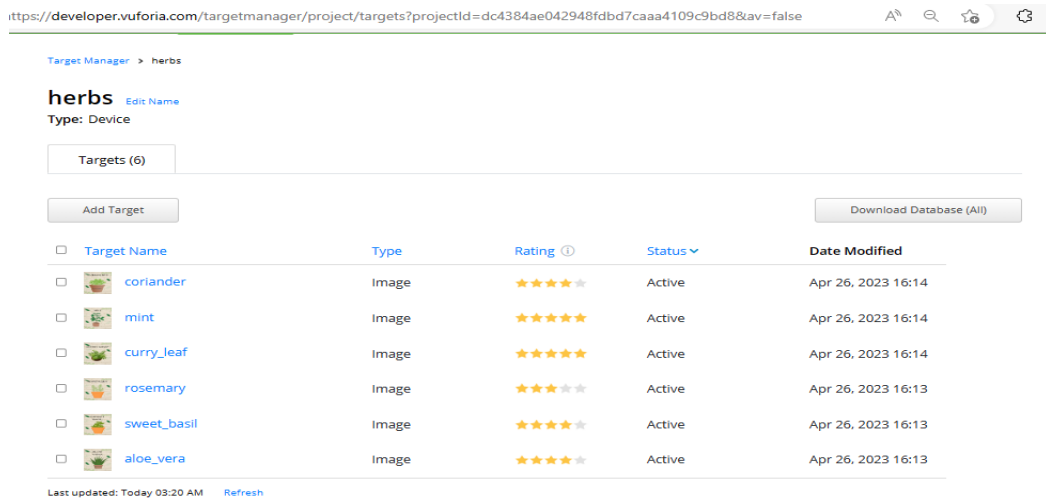 https://developer.vuforia.com/targetmanager/project/targets?projectId=dc4384ae042948fdbd7caaa4109c9bd8&av=false
Target Manager > herbs
herbs Edit Name
Type: Device
Targets (6)
Add Target Download Database (All)
Target Name Type Rating Status Date Modified
coriander Image Active Apr 26, 2023 16:14
mint Image Active Apr 26, 2023 16:14
curry_leaf Image Active Apr 26, 2023 16:14
rosemary Image Active Apr 26, 2023 16:13
sweet_basil Image Active Apr 26, 2023 16:13
aloe_vera Image Active Apr 26, 2023 16:13
Last updated: Today 03:20 AM Refresh